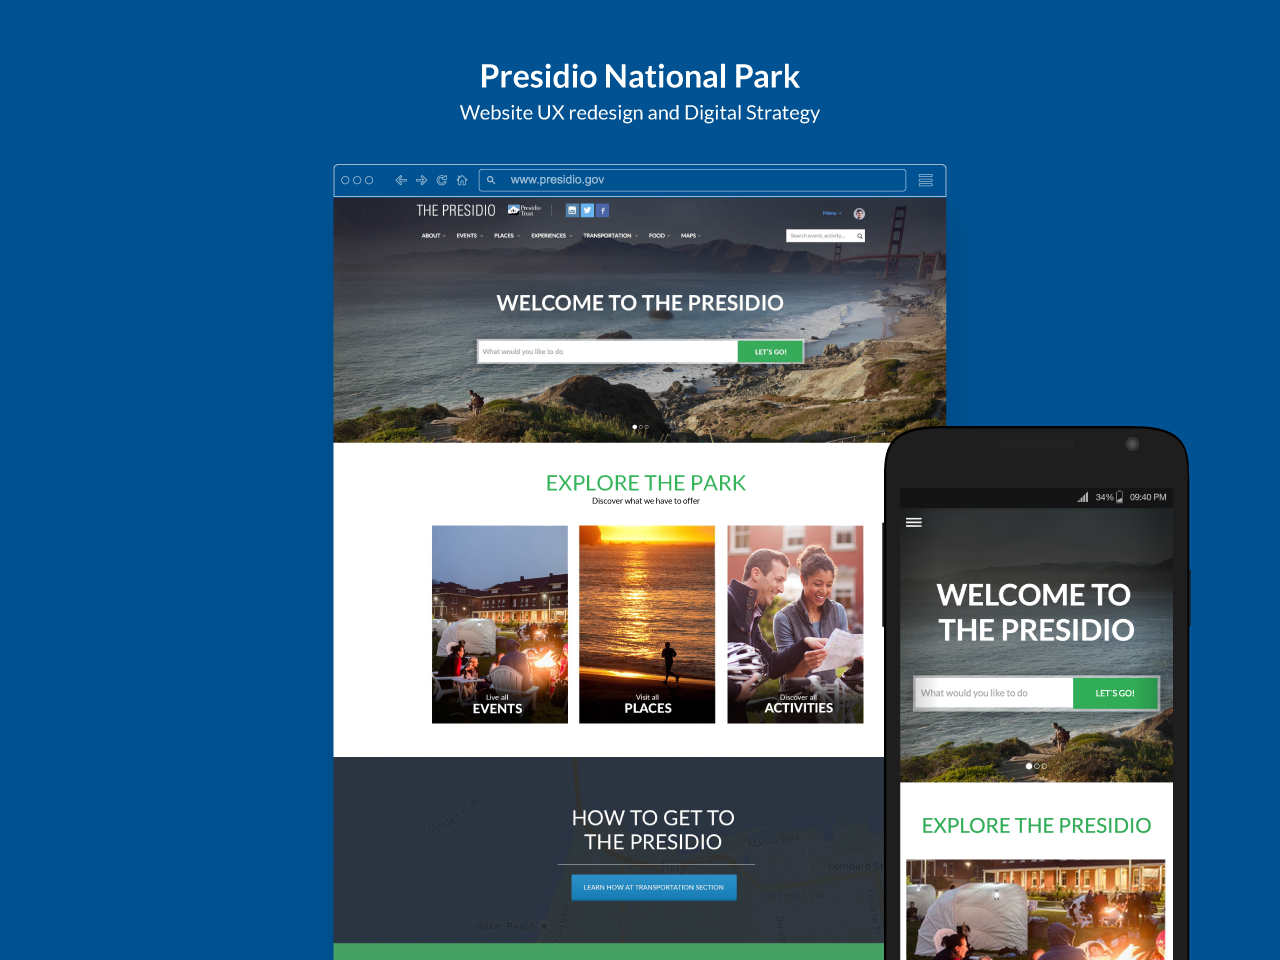 Presidio National Park
Website UX redesign and Digital Strategy
www.presidio.gov
THE PRESIDIO
Presidio
Trust
Menu
ABOUT
EVENTS
PLACES
EXPERIENCES
TRANSPORTATION
FOOD
MAPS
Search event, activity...
WELCOME TO THE PRESIDIO
What would you like to do
LET'S GO!
EXPLORE THE PARK
Discover what we have to offer
Live all
EVENTS
Visit all
PLACES
Discover all
ACTIVITIES
HOW TO GET TO
THE PRESIDIO
LEARN HOW AT TRANSPORTATION SECTION
Golden Gate
Marina Blvd
Lombard St
Baker Beach
34%
09:40 PM
WELCOME TO
THE PRESIDIO
What would you like to do
LET'S GO!
EXPLORE THE PRESIDIO